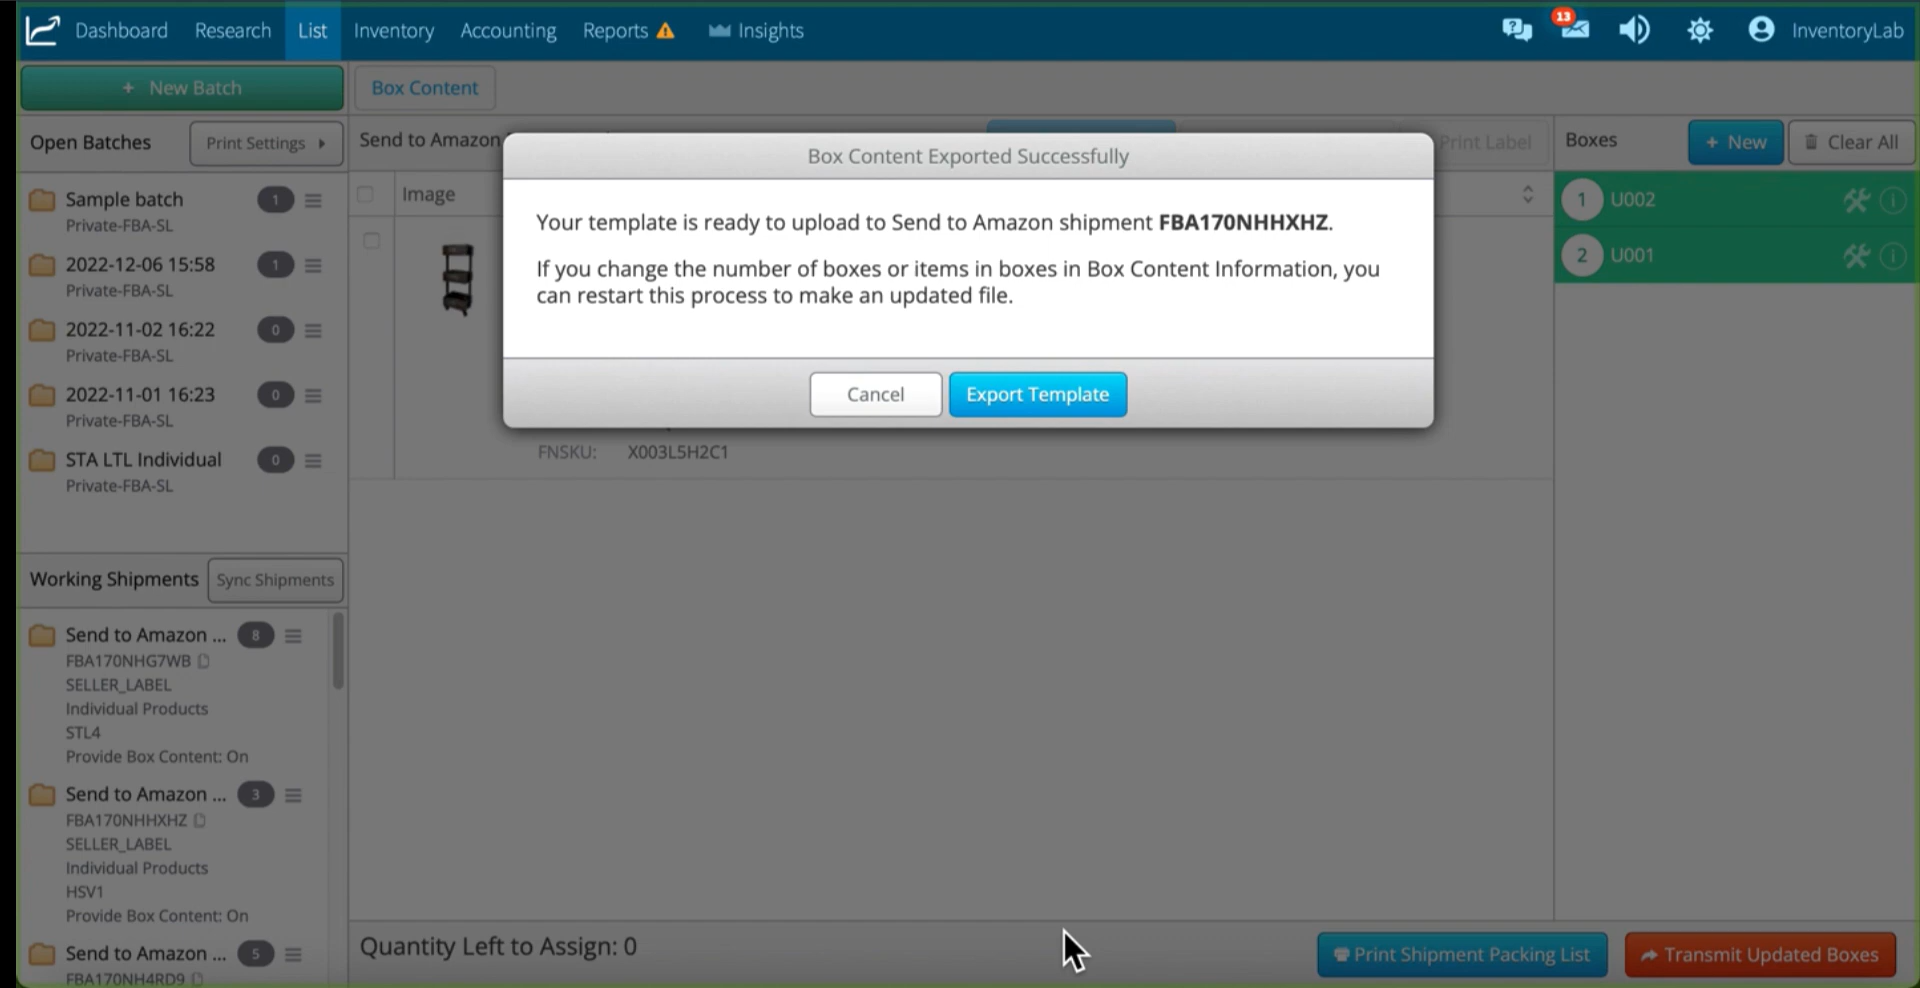 Dashboard Research List Inventory Accounting Reports Insights 13 InventoryLab
+ New Batch Box Content
Open Batches Print Settings Send to Amazon Print Label Boxes + New Clear All
Image
Sample batch 1
Private-FBA-SL
2022-12-06 15:58 1
Private-FBA-SL
2022-11-02 16:22 0
Private-FBA-SL
2022-11-01 16:23 0
Private-FBA-SL
STA LTL Individual 0
Private-FBA-SL
Working Shipments Sync Shipments
Send to Amazon ... 8
FBA170NHG7WB
SELLER_LABEL
Individual Products
STL4
Provide Box Content: On
Send to Amazon ... 3
FBA170NHHXHZ
SELLER_LABEL
Individual Products
HSV1
Provide Box Content: On
Send to Amazon ... 5
FBA170NH4RD9
Box Content Exported Successfully
Your template is ready to upload to Send to Amazon shipment FBA170NHHXHZ.
If you change the number of boxes or items in boxes in Box Content Information, you
can restart this process to make an updated file.
Cancel Export Template
FNSKU: X003L5H2C1
1 U002
2 U001
Quantity Left to Assign: 0
Print Shipment Packing List Transmit Updated Boxes